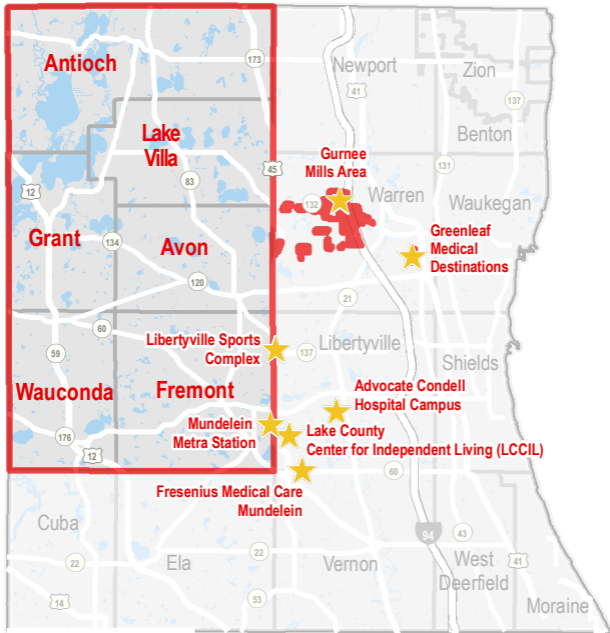 Antioch
173
Newport
Zion
41
137
Lake
Villa
Benton
Gurnee
Mills Area
131
45
12
83
132
Warren
Waukegan
Grant
134
Avon
Greenleaf
Medical
Destinations
120
21
60
Libertyville Sports
Complex
137
Libertyville
59
Shields
Wauconda
Fremont
Advocate Condell
Hospital Campus
Mundelein
Metra Station
Lake County
Center for Independent Living (LCCIL)
176
12
60
Fresenius Medical Care
Mundelein
Cuba
94
43
22
Ela
22
Vernon
West
Deerfield
41
14
53
Moraine